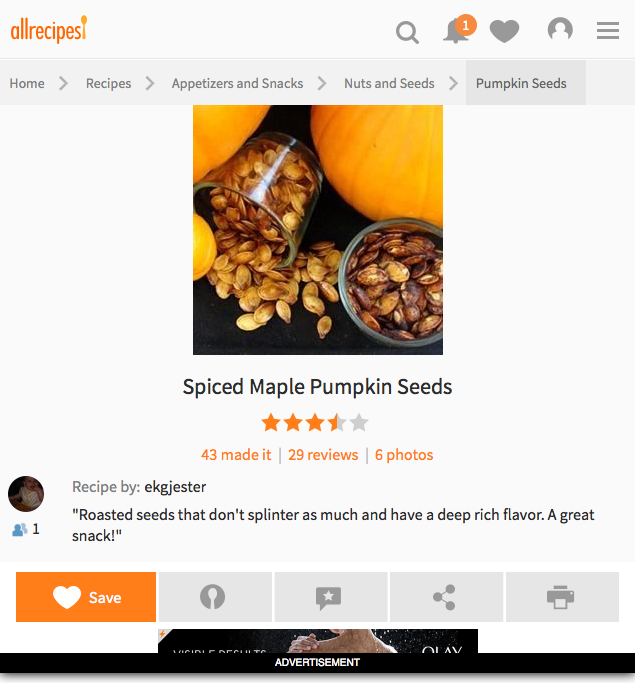 allrecipes
1
Home Recipes Appetizers and Snacks Nuts and Seeds Pumpkin Seeds
Spiced Maple Pumpkin Seeds
43 made it | 29 reviews | 6 photos
Recipe by: ekgjester
"Roasted seeds that don't splinter as much and have a deep rich flavor. A great
snack!"
1
Save
VISIBLE RESULTS OLAY
ADVERTISEMENT